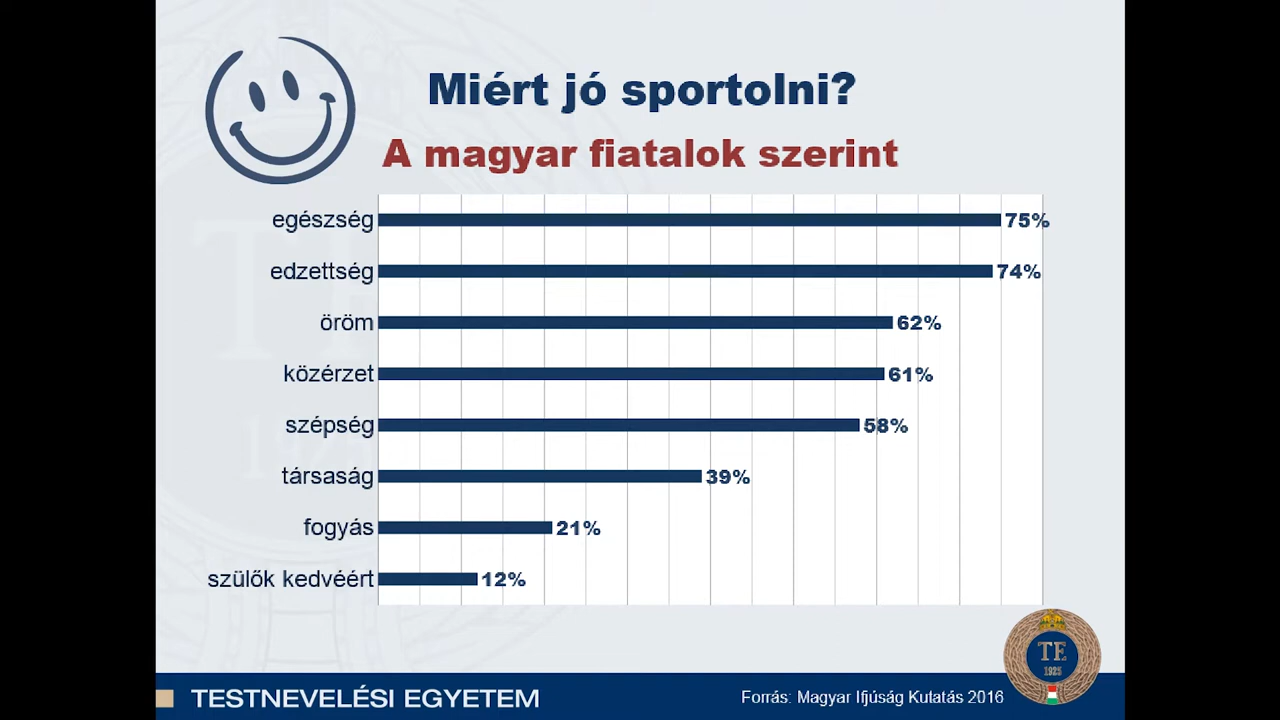 Miért jó sportolni?
A magyar fiatalok szerint
egészség 75%
edzettség 74%
öröm 62%
közérzet 61%
szépség 58%
társaság 39%
fogyás 21%
szülők kedvéért 12%
TE
1925
TESTNEVELÉSI EGYETEM
Forrás: Magyar Ifjúság Kutatás 2016